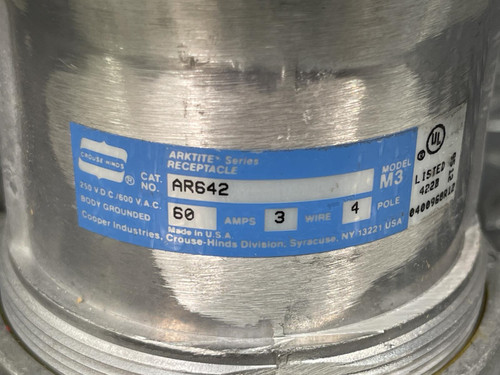 CROUSE HINDS
®
ARKTITE® Series
RECEPTACLE
CAT. NO. AR642
MODEL M3
250 V.D.C./600 V.A.C.
BODY GROUNDED
60 AMPS 3 WIRE 4 POLE
Made in U.S.A.
Cooper Industries, Crouse-Hinds Division, Syracuse, NY 13221 USA
UL
LISTED
422B